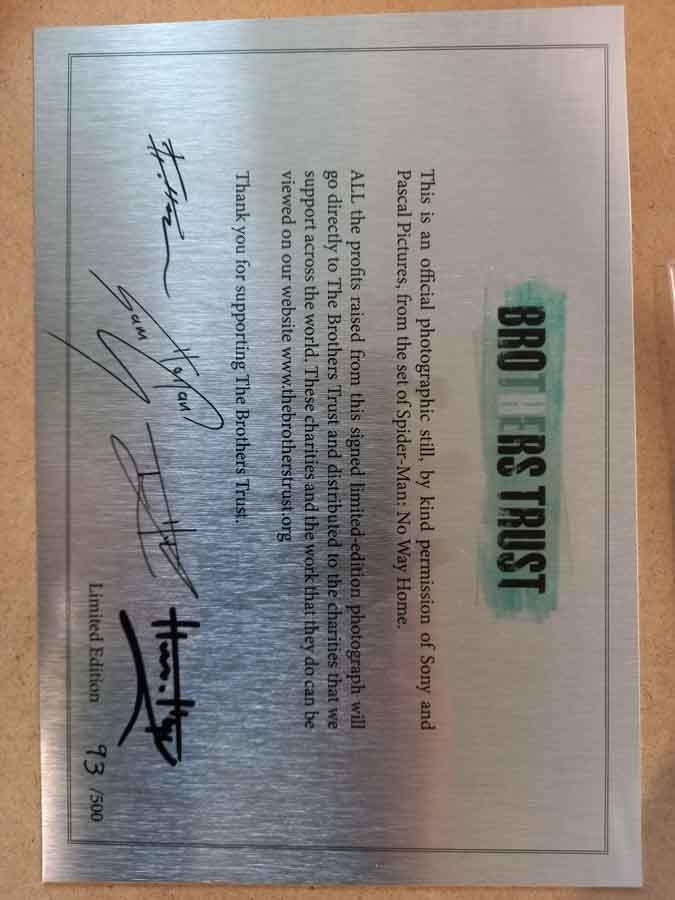 BROTHERS TRUST
This is an official photographic still, by kind permission of Sony and
Pascal Pictures, from the set of Spider-Man: No Way Home.
ALL the profits raised from this signed limited-edition photograph will
go directly to The Brothers Trust and distributed to the charities that we
support across the world. These charities and the work that they do can be
viewed on our website www.thebrotherstrust.org
Thank you for supporting The Brothers Trust.
Sam Holland
Limited Edition 93/500